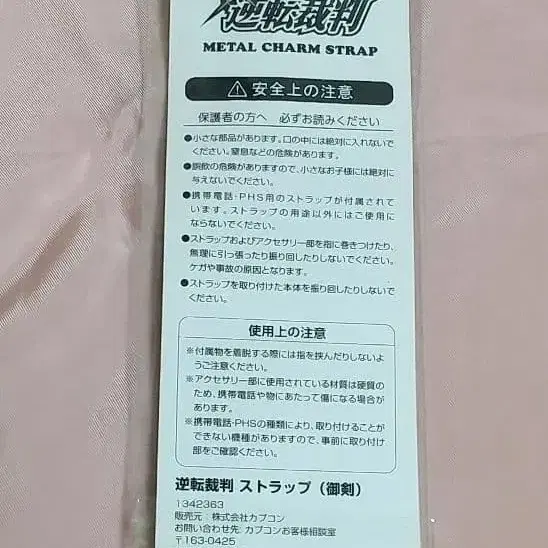 逆転裁判
METAL CHARM STRAP
安全上の注意
保護者の方へ 必ずお読みください
●小さな部品があります。口の中には絶対に入れないで
ください。窒息などの危険があります。
●誤飲の危険がありますので、小さなお子様には絶対に
与えないでください。
●携帯電話・PHS用のストラップが付属されて
います。ストラップの用途以外にはご使用に
ならないでください。
●ストラップおよびアクセサリー部を指に巻きつけたり、
無理に引っ張ったり振り回したりしないでください。
ケガや事故の原因となります。
●ストラップを取り付けた本体を振り回したりしないで
ください。
使用上の注意
※付属物を着脱する際には指を挟んだりしないよ
うご注意ください。
※アクセサリー部に使用されている材質は硬質の
ため、携帯電話や物にあたって傷になる場合が
あります。
※携帯電話・PHSの種類により、取り付けることが
できない機種がありますので、事前に取り付け
部をご確認ください。
逆転裁判 ストラップ（御剣）
1342363
販売元：株式会社カプコン
お問い合わせ先: カプコンお客様相談室
〒163-0425